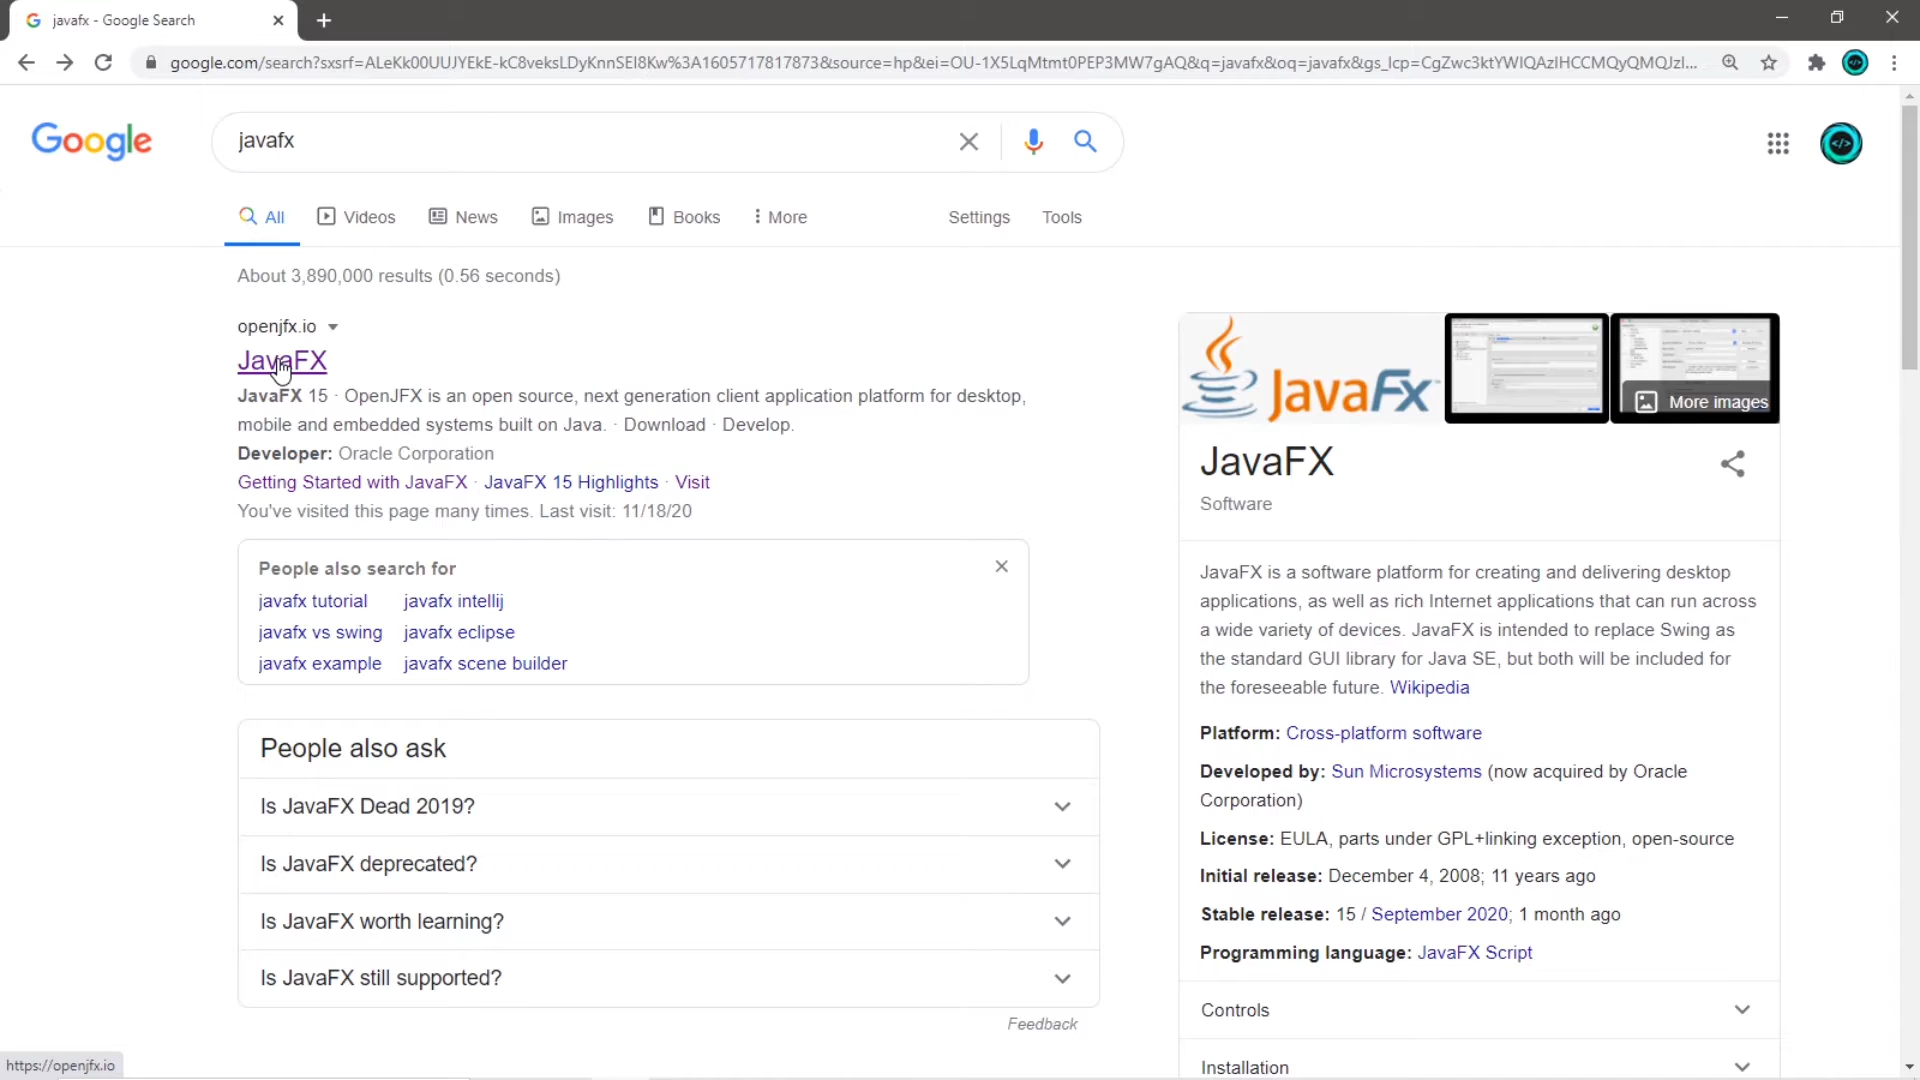 javafx - Google Search
google.com/search?sxsrf=ALeKk00UUJYEkE-kC8veksLDyKnnSEI8Kw%3A1605717817873&source=hp&ei=OU-1X5LqMtmt0PEP3MW7gAQ&q=javafx&oq=javafx&gs_lcp=CgZwc3ktYWIQAzIHCCMQyQMQJzI...
Google
javafx
All Videos News Images Books More Settings Tools
About 3,890,000 results (0.56 seconds)
openjfx.io
JavaFX
JavaFX 15 · OpenJFX is an open source, next generation client application platform for desktop,
mobile and embedded systems built on Java. · Download · Develop.
Developer: Oracle Corporation
Getting Started with JavaFX · JavaFX 15 Highlights · Visit
You've visited this page many times. Last visit: 11/18/20
People also search for
javafx tutorial javafx intellij
javafx vs swing javafx eclipse
javafx example javafx scene builder
People also ask
Is JavaFX Dead 2019?
Is JavaFX deprecated?
Is JavaFX worth learning?
Is JavaFX still supported?
Feedback
JavaFx
More images
JavaFX
Software
JavaFX is a software platform for creating and delivering desktop
applications, as well as rich Internet applications that can run across
a wide variety of devices. JavaFX is intended to replace Swing as
the standard GUI library for Java SE, but both will be included for
the foreseeable future. Wikipedia
Platform: Cross-platform software
Developed by: Sun Microsystems (now acquired by Oracle
Corporation)
License: EULA, parts under GPL+linking exception, open-source
Initial release: December 4, 2008; 11 years ago
Stable release: 15 / September 2020; 1 month ago
Programming language: JavaFX Script
Controls
Installation
https://openjfx.io